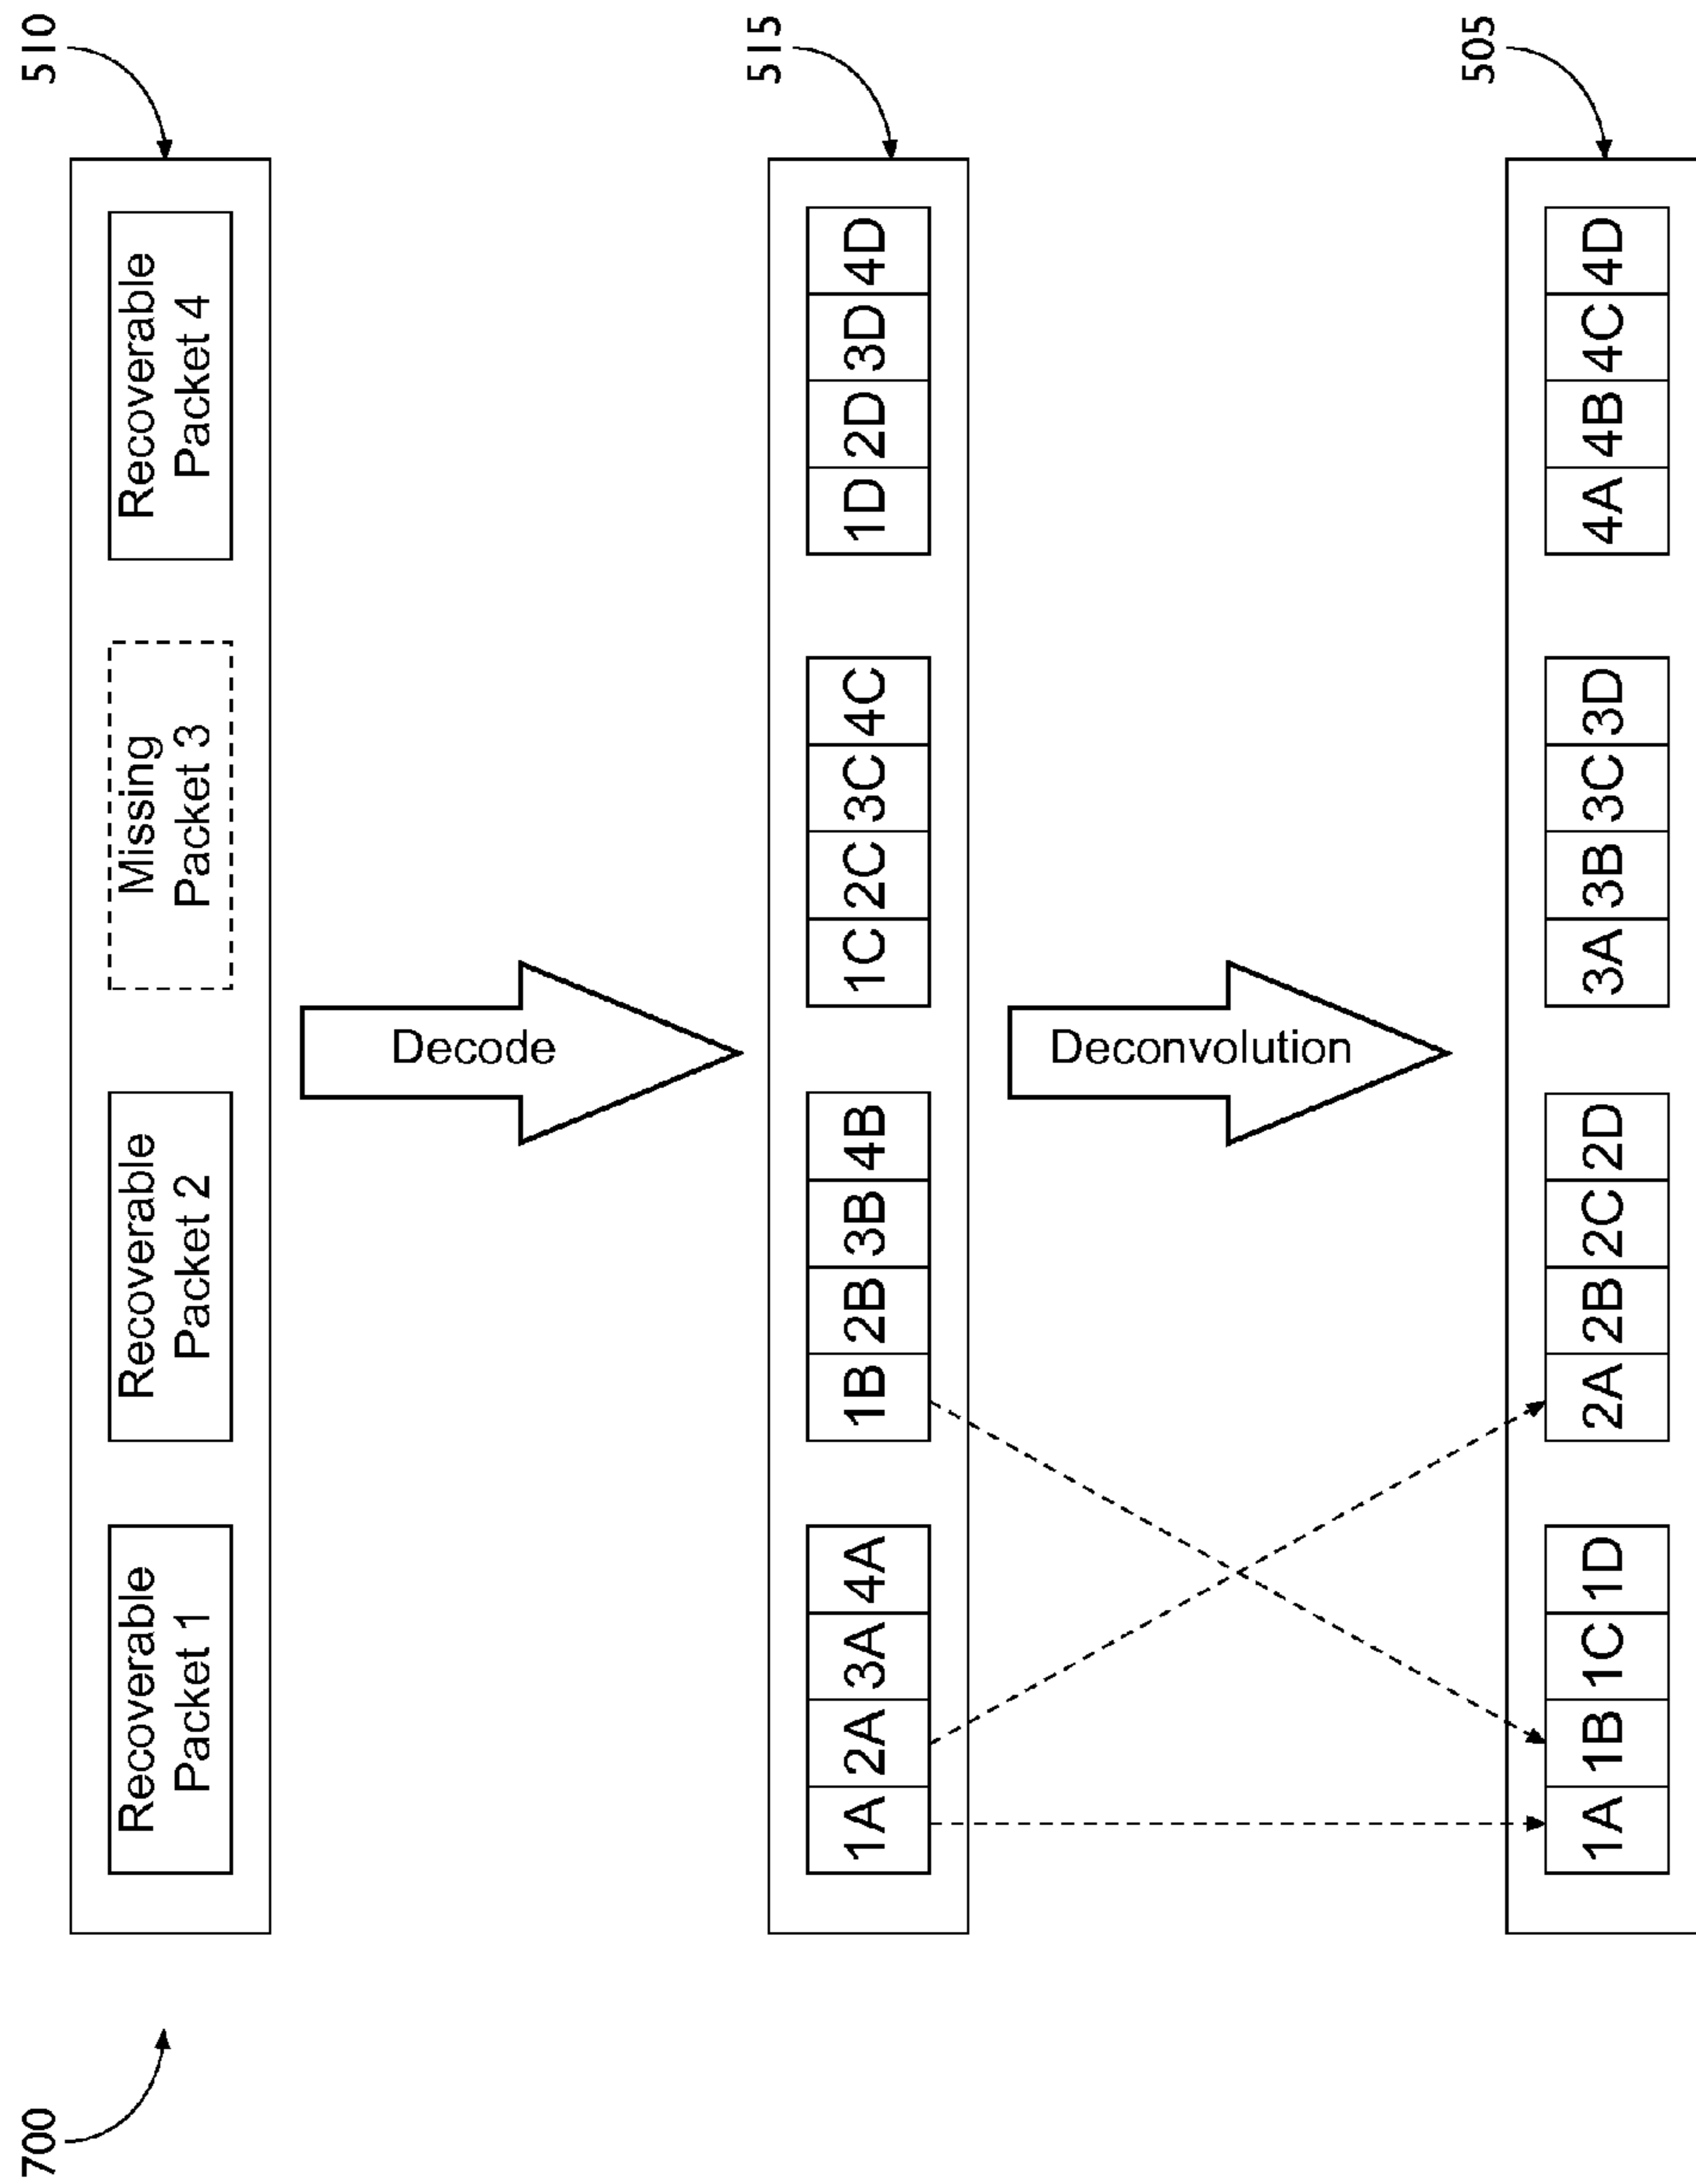 700
510
Recoverable
Packet 1
Recoverable
Packet 2
Missing
Packet 3
Recoverable
Packet 4
Decode
515
1A 2A 3A 4A
1B 2B 3B 4B
1C 2C 3C 4C
1D 2D 3D 4D
Deconvolution
505
1A 1B 1C 1D
2A 2B 2C 2D
3A 3B 3C 3D
4A 4B 4C 4D